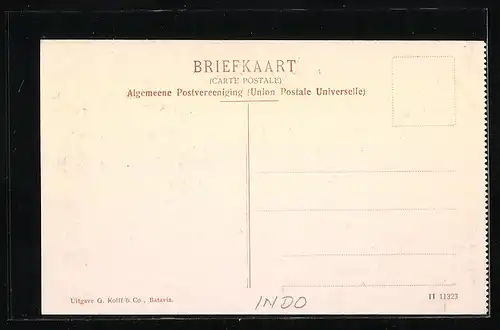 BRIEFKAART
(CARTE POSTALE)
Algemeene Postvereeniging (Union Postale Universelle)
Uitgave G. Kolff & Co., Batavia.
INDO
II 11323